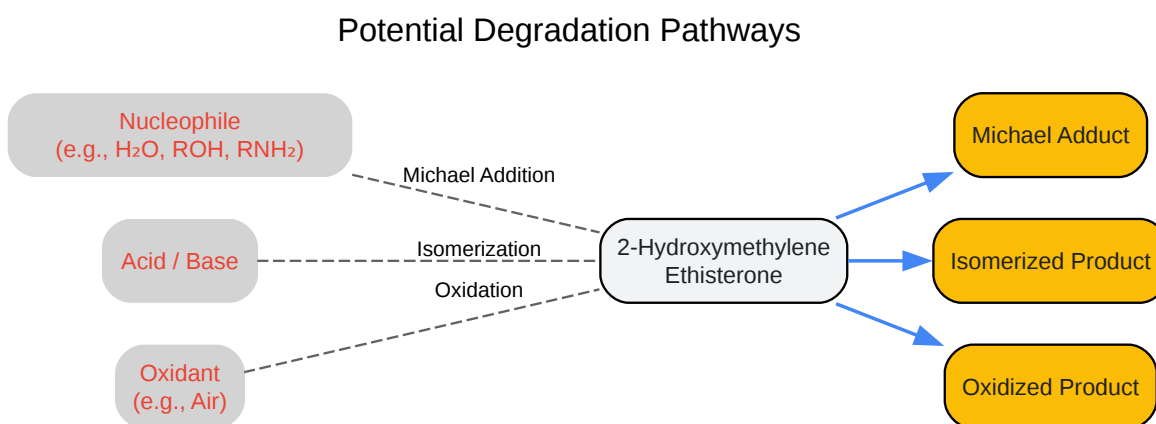 Potential Degradation Pathways
Nucleophile
(e.g., H₂O, ROH, RNH₂)
Michael Addition
Michael Adduct
Acid / Base
Isomerization
2-Hydroxymethylene
Ethisterone
Isomerized Product
Oxidation
Oxidant
(e.g., Air)
Oxidized Product